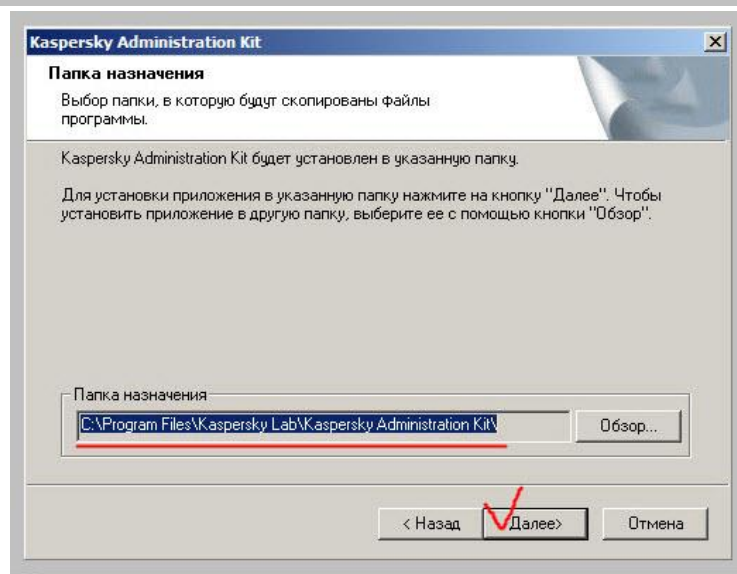 Kaspersky Administration Kit
Папка назначения
Выбор папки, в которую будут скопированы файлы
программы.
Kaspersky Administration Kit будет установлен в указанную папку.
Для установки приложения в указанную папку нажмите на кнопку "Далее". Чтобы
установить приложение в другую папку, выберите ее с помощью кнопки "Обзор".
Папка назначения
C:\Program Files\Kaspersky Lab\Kaspersky Administration Kit\
Обзор...
< Назад
Далее>
Отмена